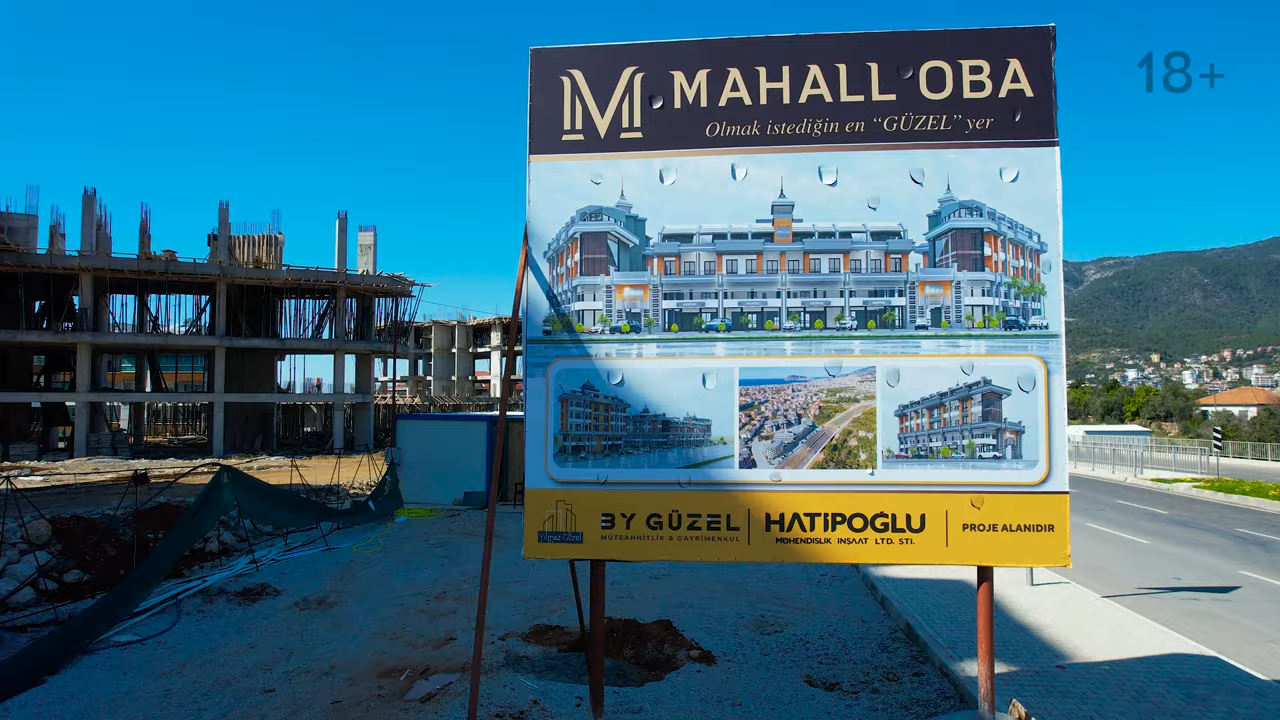 MAHALL OBA
Olmak istediğin en “GÜZEL” yer
18+
Yılmaz Güzel
BY GÜZEL
MÜTEAHHİTLİK & GAYRİMENKUL
HATİPOĞLU
MÜHENDİSLİK İNŞAAT LTD. ŞTİ.
PROJE ALANIDIR